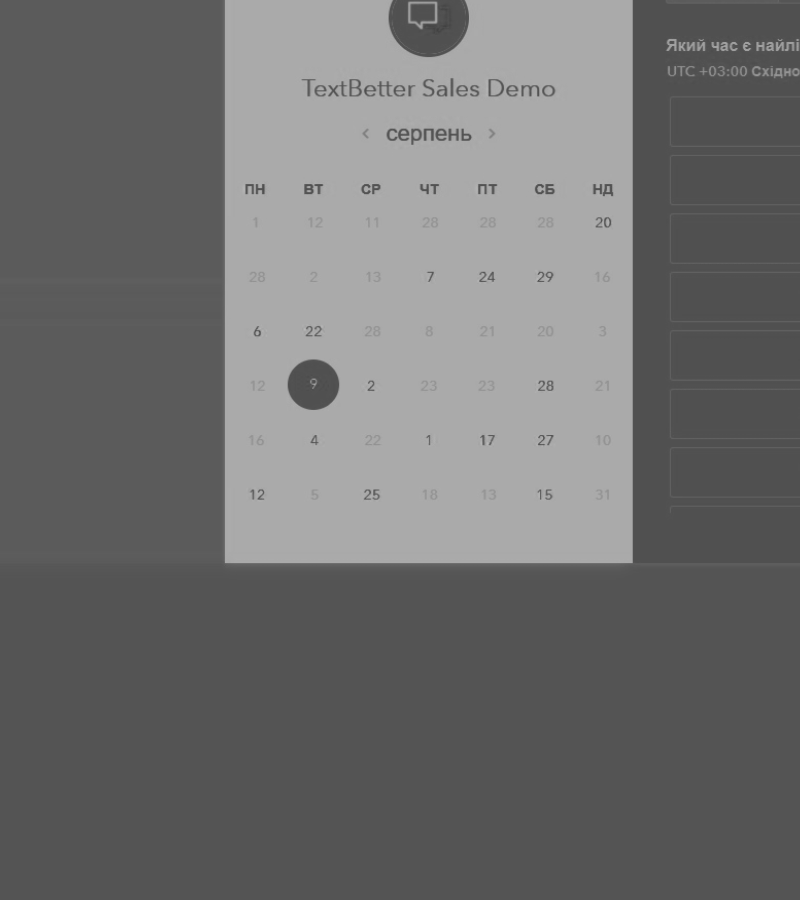 TextBetter Sales Demo
< серпень >
ПН ВТ СР ЧТ ПТ СБ НД
1 12 11 28 28 28 20
28 2 13 7 24 29 16
6 22 28 8 21 20 3
12 9 2 23 23 28 21
16 4 22 1 17 27 10
12 5 25 18 13 15 31
Який час є найлі
UTC +03:00 Східно